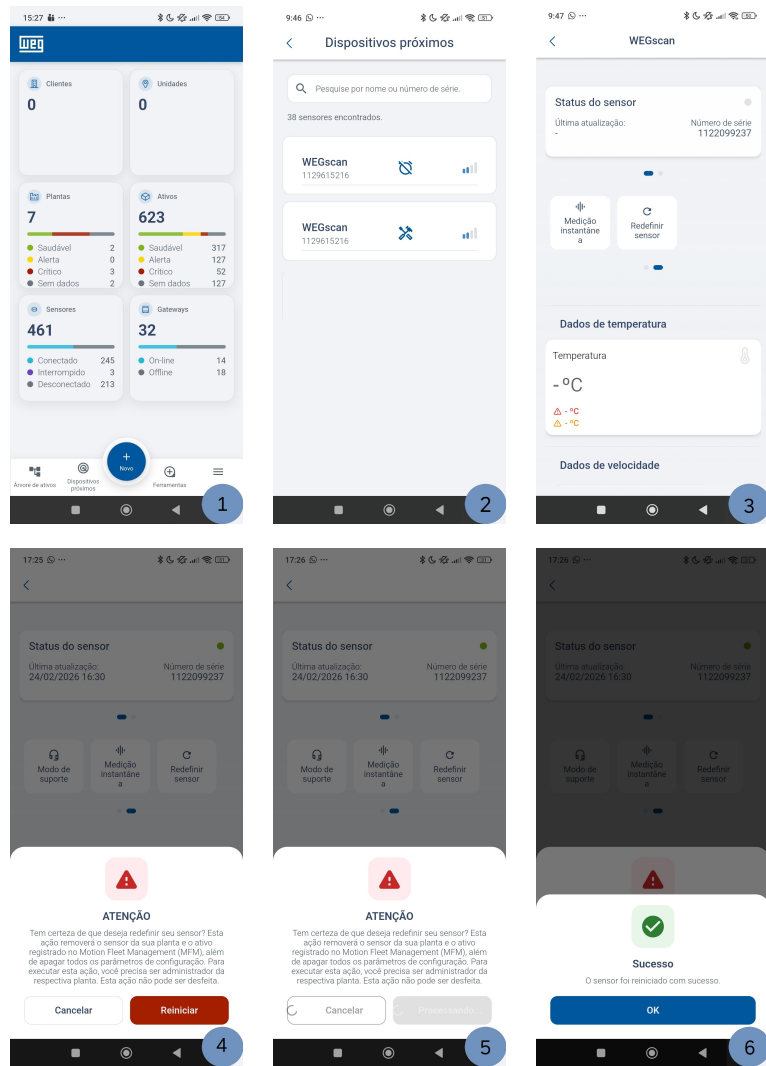 15:27
54
WEG
Clientes
0
Unidades
0
Plantas
7
Saudável 2
Alerta 0
Crítico 3
Sem dados 2
Ativos
623
Saudável 317
Alerta 127
Crítico 52
Sem dados 127
Sensores
461
Conectado 245
Interrompido 3
Desconectado 213
Gateways
32
On-line 14
Offline 18
Árvore de ativos
Dispositivos
próximos
Novo
Ferramentas
1
9:46
51
Dispositivos próximos
Pesquise por nome ou número de série.
38 sensores encontrados.
WEGscan
1129615216
WEGscan
1129615216
2
9:47
50
WEGscan
Status do sensor
Última atualização:
-
Número de série
1122099237
Medição
instantâne
a
Redefinir
sensor
Dados de temperatura
Temperatura
- ºC
- ºC
- ºC
Dados de velocidade
3
17:25
Status do sensor
Última atualização:
24/02/2026 16:30
Número de série
1122099237
Modo de
suporte
Medição
instantâne
a
Redefinir
sensor
ATENÇÃO
Tem certeza de que deseja redefinir seu sensor? Esta
ação removerá o sensor da sua planta e o ativo
registrado no Motion Fleet Management (MFM), além
de apagar todos os parâmetros de configuração. Para
executar esta ação, você precisa ser administrador da
respectiva planta. Esta ação não pode ser desfeita.
Cancelar
Reiniciar
4
17:26
Status do sensor
Última atualização:
24/02/2026 16:30
Número de série
1122099237
Modo de
suporte
Medição
instantâne
a
Redefinir
sensor
ATENÇÃO
Tem certeza de que deseja redefinir seu sensor? Esta
ação removerá o sensor da sua planta e o ativo
registrado no Motion Fleet Management (MFM), além
de apagar todos os parâmetros de configuração. Para
executar esta ação, você precisa ser administrador da
respectiva planta. Esta ação não pode ser desfeita.
Cancelar
Processando..
5
17:26
Status do sensor
Última atualização:
24/02/2026 16:30
Número de série
1122099237
Modo de
suporte
Medição
instantâne
a
Redefinir
sensor
Sucesso
O sensor foi reiniciado com sucesso.
OK
6